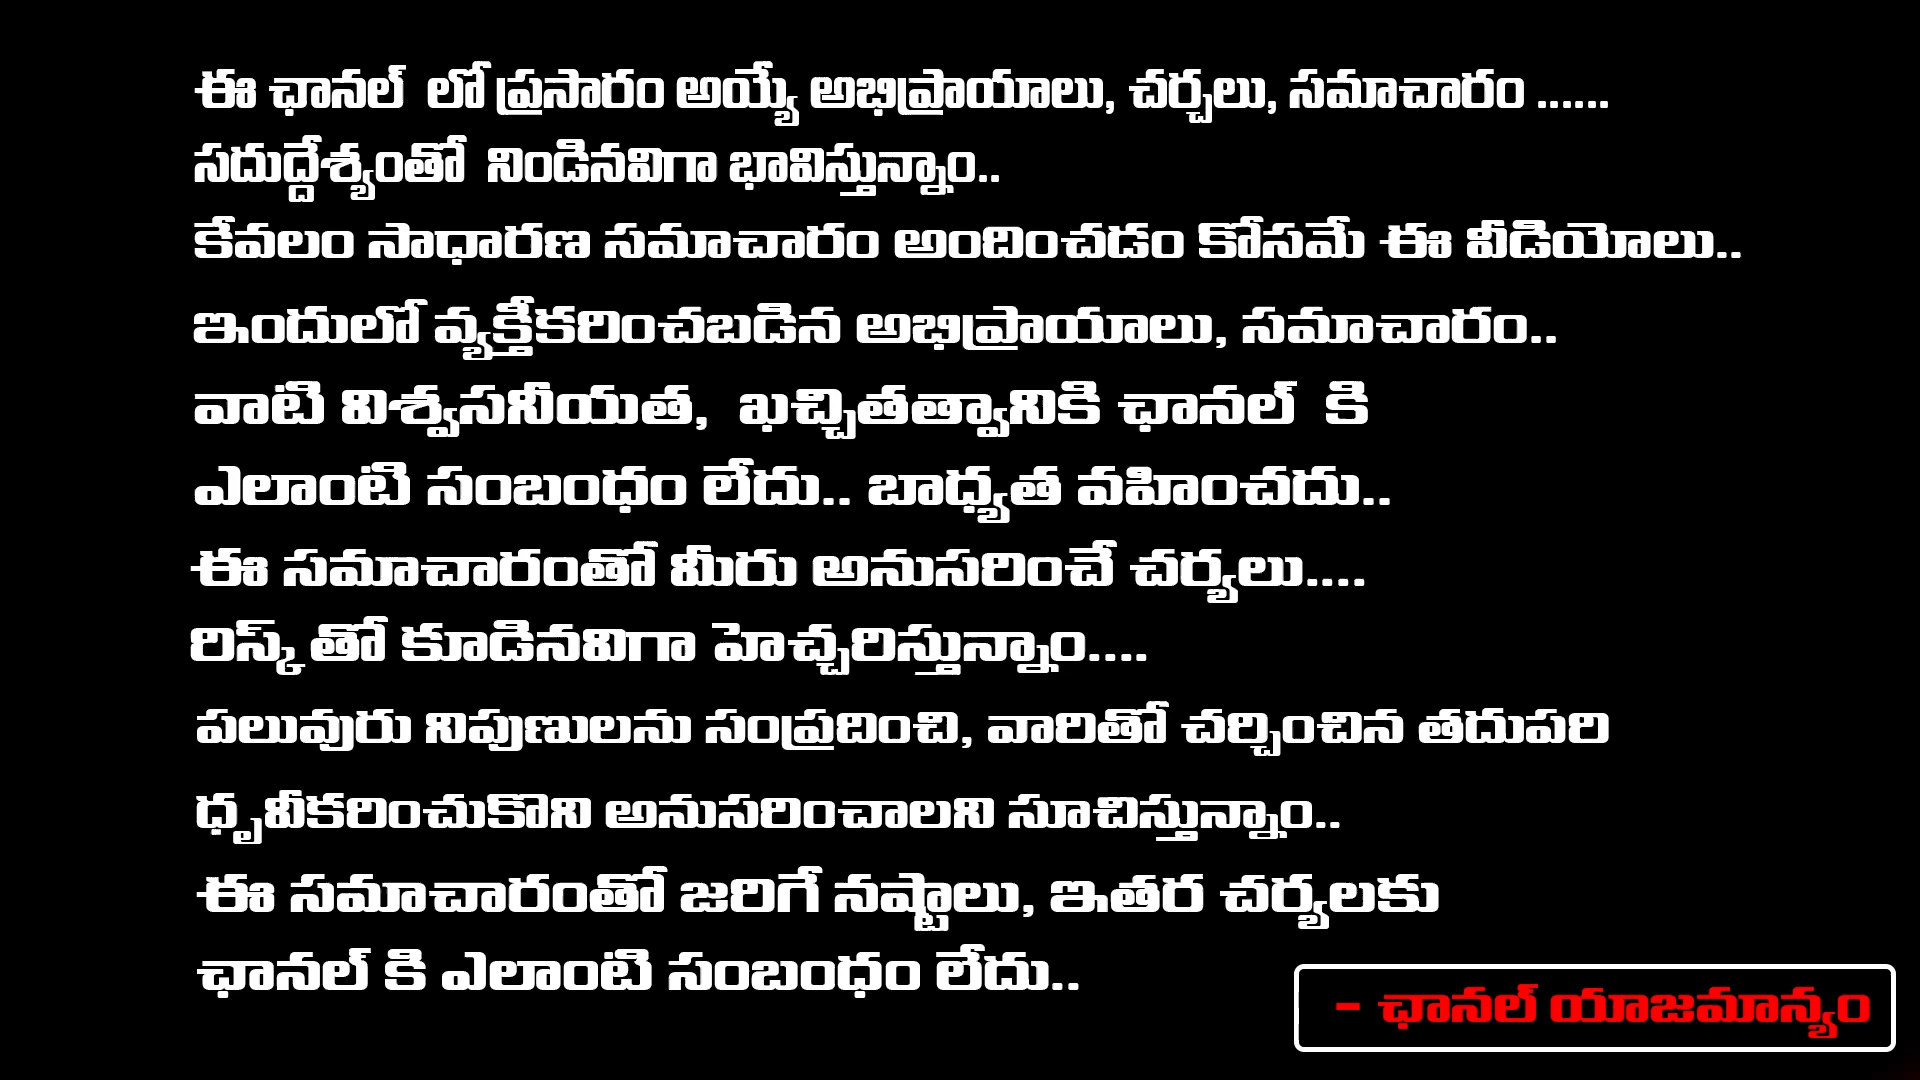 ఈ ఛానల్ లో ప్రసారం అయ్యే అభిప్రాయాలు, చర్చలు, సమాచారం ......
సదుద్దేశ్యంతో నిండినవిగా భావిస్తున్నాం..
కేవలం సాధారణ సమాచారం అందించడం కోసమే ఈ వీడియోలు..
ఇందులో వ్యక్తీకరించబడిన అభిప్రాయాలు, సమాచారం..
వాటి విశ్వసనీయత, ఖచ్చితత్వానికి ఛానల్ కి
ఎలాంటి సంబంధం లేదు.. బాధ్యత వహించదు..
ఈ సమాచారంతో మీరు అనుసరించే చర్యలు....
రిస్క్ తో కూడినవిగా హెచ్చరిస్తున్నాం....
పలువురు నిపుణులను సంప్రదించి, వారితో చర్చించిన తదుపరి
ధృవీకరించుకొని అనుసరించాలని సూచిస్తున్నాం..
ఈ సమాచారంతో జరిగే నష్టాలు, ఇతర చర్యలకు
ఛానల్ కి ఎలాంటి సంబంధం లేదు..
- ఛానల్ యాజమాన్యం